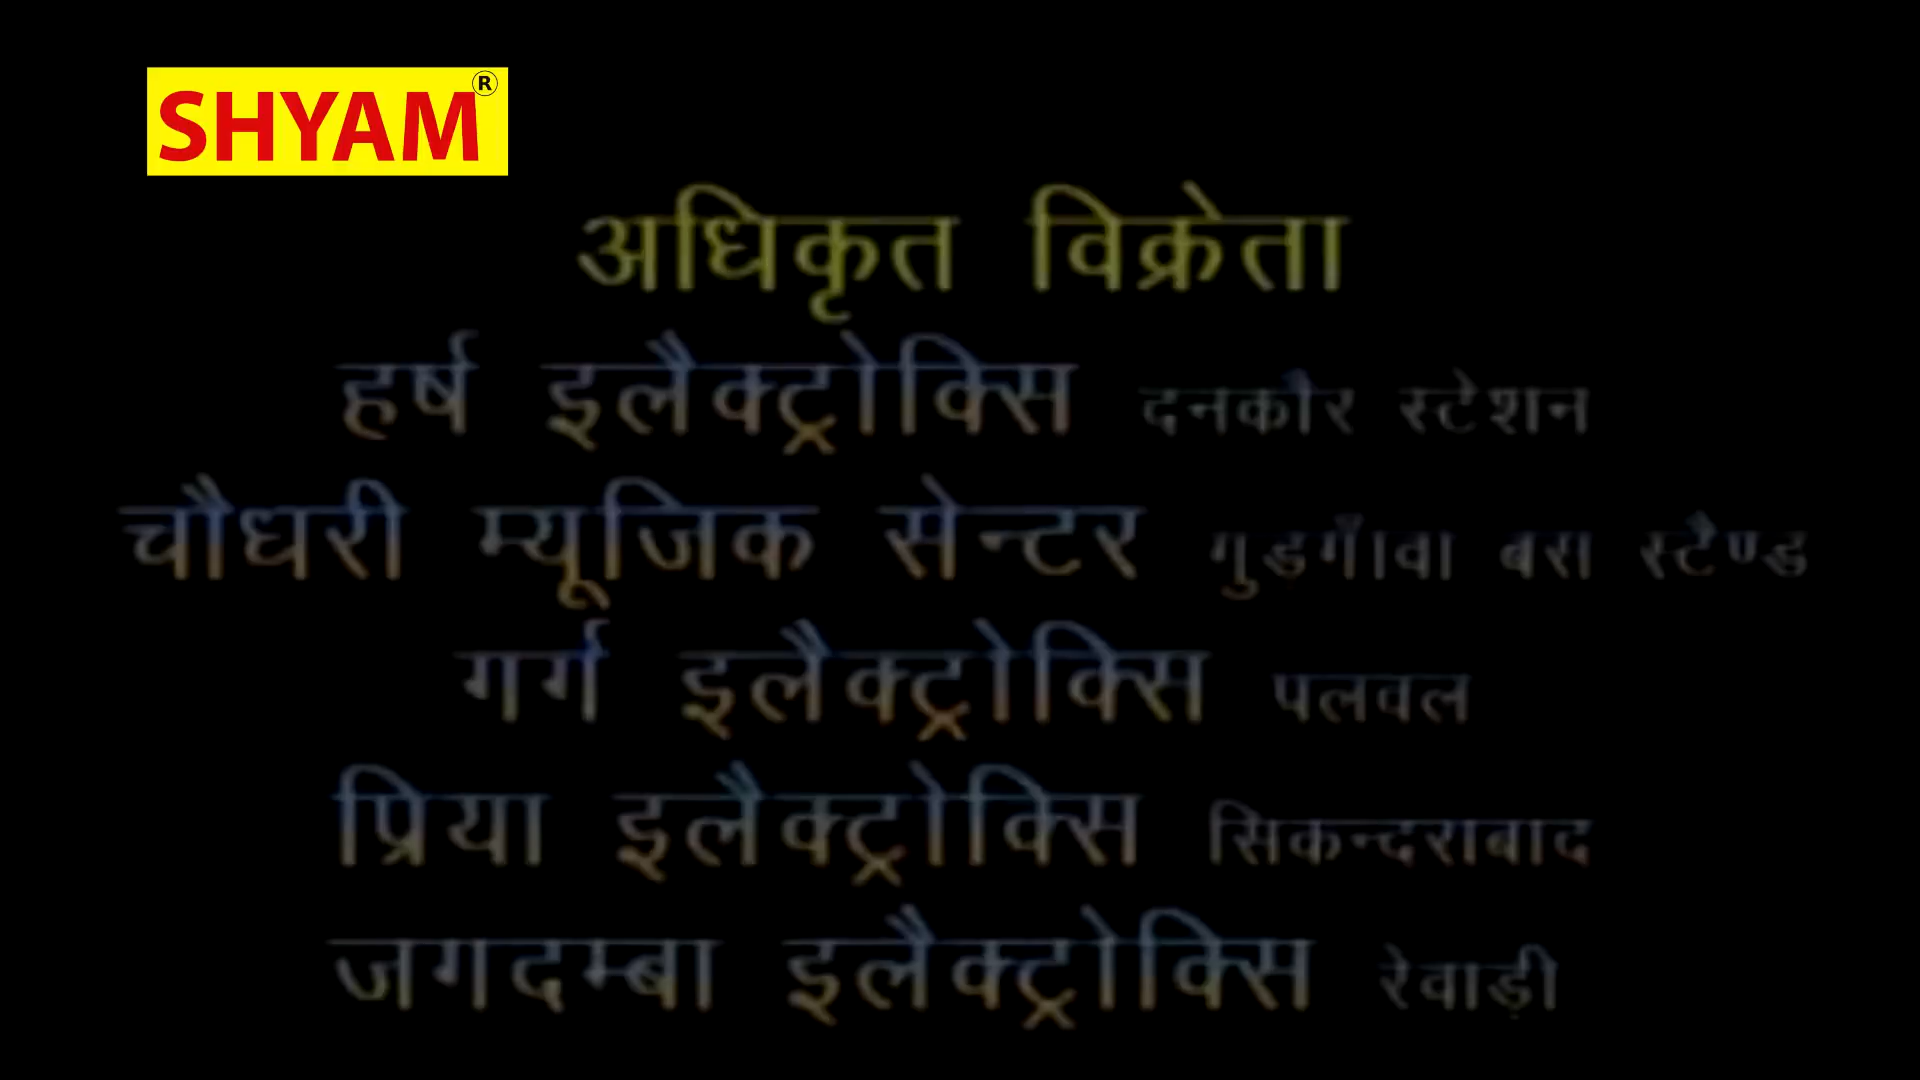 SHYAM®
अधिकृत विक्रेता
हर्ष इलैक्ट्रोक्सि दनकौर स्टेशन
चौधरी म्यूजिक सेन्टर गुडगाँवा बस स्टैण्ड
गर्ग इलैक्ट्रोक्सि पलवल
प्रिया इलैक्ट्रोक्सि सिकन्दराबाद
जगदम्बा इलैक्ट्रोक्सि रेवाड़ी